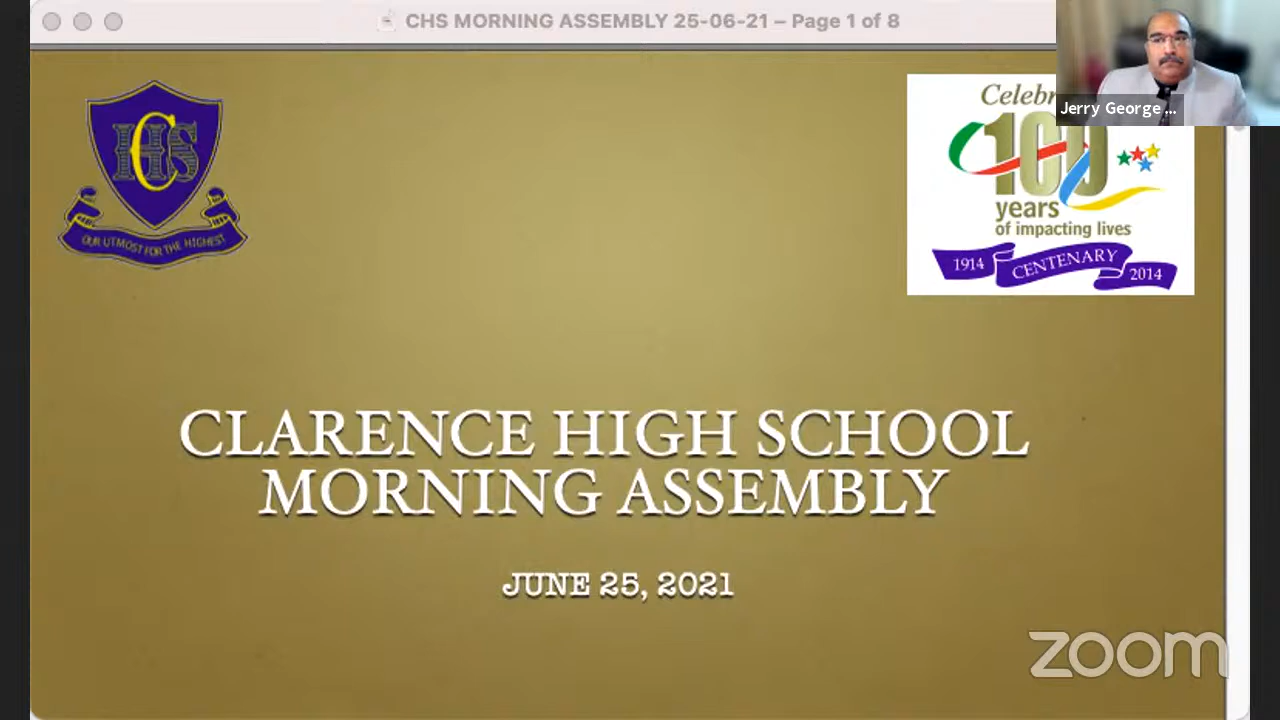 CHS MORNING ASSEMBLY 25-06-21 – Page 1 of 8
Jerry George ...
CHS
OUR UTMOST FOR THE HIGHEST
100
years
of impacting lives
1914 CENTENARY 2014
CLARENCE HIGH SCHOOL
MORNING ASSEMBLY
JUNE 25, 2021
zoom